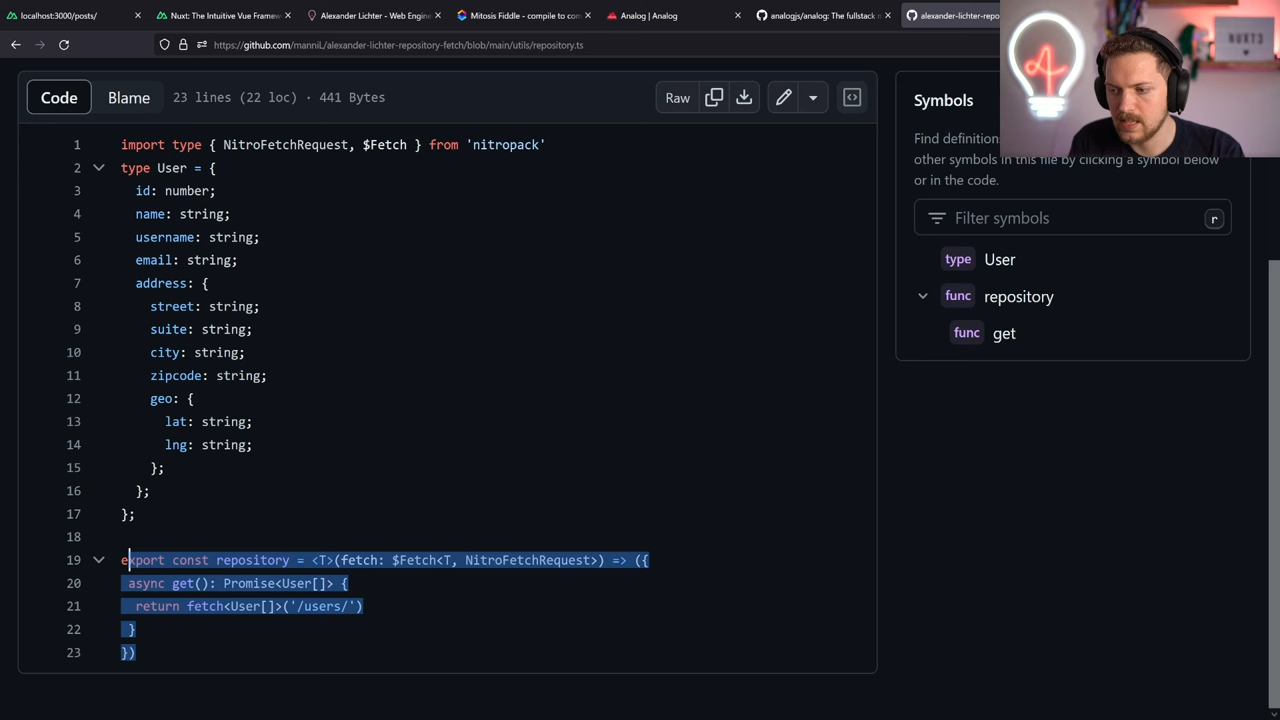 localhost:3000/posts/
Nuxt: The Intuitive Vue Framew
Alexander Lichter - Web Engine
Mitosis Fiddle - compile to com
Analog | Analog
analogjs/analog: The fullstack n
alexander-lichter-repo
https://github.com/manniL/alexander-lichter-repository-fetch/blob/main/utils/repository.ts
NUXT3
Code
Blame
23 lines (22 loc) · 441 Bytes
Raw
1 import type { NitroFetchRequest, $Fetch } from 'nitropack'
2 type User = {
3 id: number;
4 name: string;
5 username: string;
6 email: string;
7 address: {
8 street: string;
9 suite: string;
10 city: string;
11 zipcode: string;
12 geo: {
13 lat: string;
14 lng: string;
15 };
16 };
17 };
18
19 export const repository = <T>(fetch: $Fetch<T, NitroFetchRequest>) => ({
20 async get(): Promise<User[]> {
21 return fetch<User[]>('/users/')
22 }
23 })
Symbols
Find definitions
other symbols in this file by clicking a symbol below
or in the code.
Filter symbols
r
type User
func repository
func get